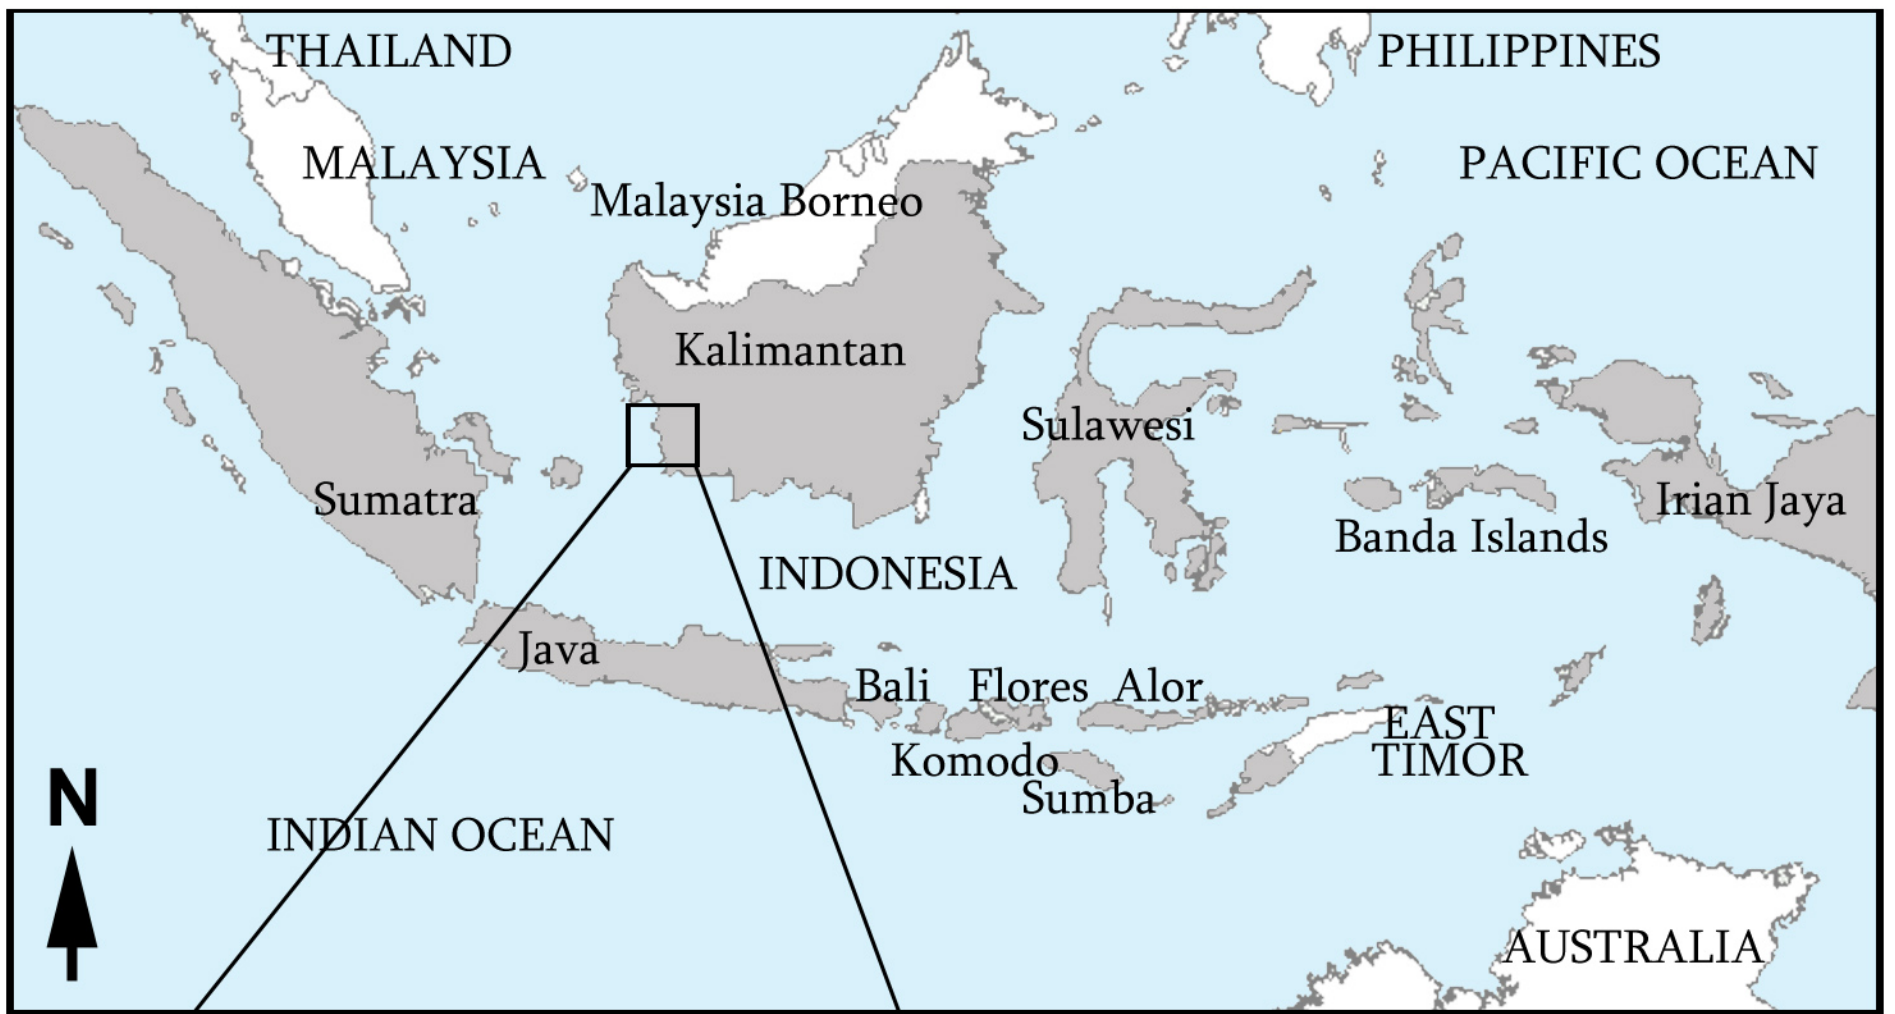 THAILAND
PHILIPPINES
MALAYSIA
PACIFIC OCEAN
Malaysia Borneo
Kalimantan
Sulawesi
Sumatra
Irian Jaya
Banda Islands
INDONESIA
Java
Bali
Flores
Alor
EAST
TIMOR
Komodo
Sumba
N
INDIAN OCEAN
AUSTRALIA